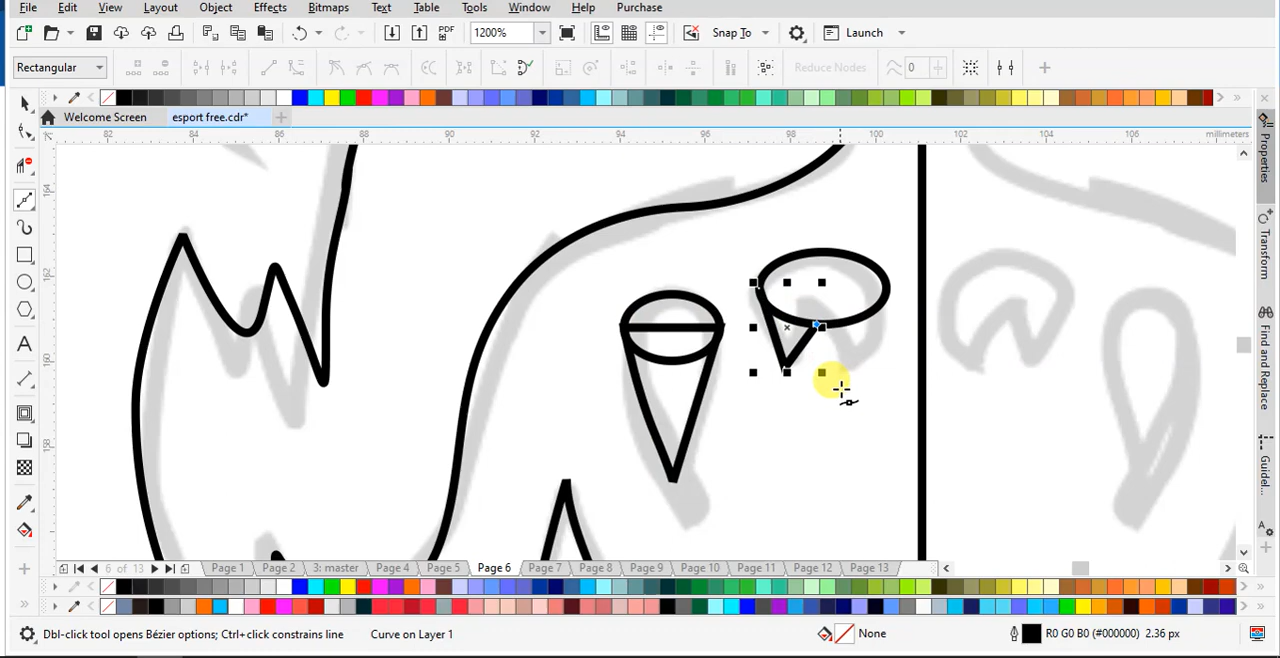 File Edit View Layout Object Effects Bitmaps Text Table Tools Window Help Purchase
PDF 1200% Snap To Launch
Rectangular Reduce Nodes 0
Welcome Screen esport free.cdr*
82 84 86 88 90 92 94 96 98 100 102 104 106 millimeters
164
162
160
158
Properties
Transform
Find and Replace
Guidel...
6 of 13 Page 1 Page 2 3: master Page 4 Page 5 Page 6 Page 7 Page 8 Page 9 Page 10 Page 11 Page 12 Page 13
Dbl-click tool opens Bézier options; Ctrl+click constrains line Curve on Layer 1 None R0 G0 B0 (#000000) 2.36 px